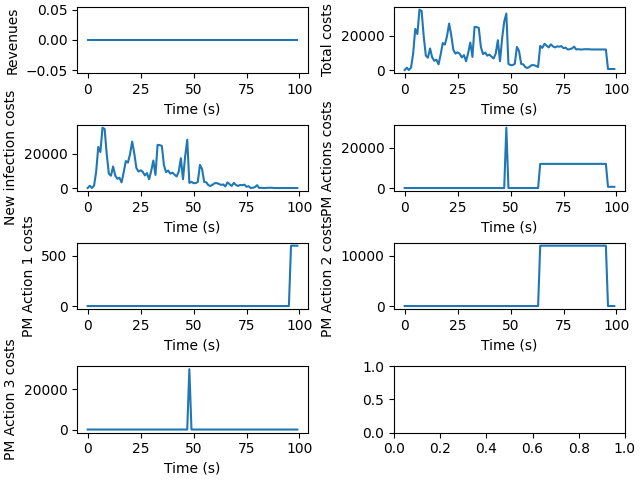 Revenues
0.05
0.00
−0.05
0 25 50 75 100
Time (s)
Total costs
20000
0
0 25 50 75 100
Time (s)
New infection costs
20000
0
0 25 50 75 100
Time (s)
PM Actions costs
20000
0
0 25 50 75 100
Time (s)
PM Action 1 costs
500
0
0 25 50 75 100
Time (s)
PM Action 2 costs
10000
0
0 25 50 75 100
Time (s)
PM Action 3 costs
20000
0
0 25 50 75 100
Time (s)
1.0
0.5
0.0
0.0 0.2 0.4 0.6 0.8 1.0